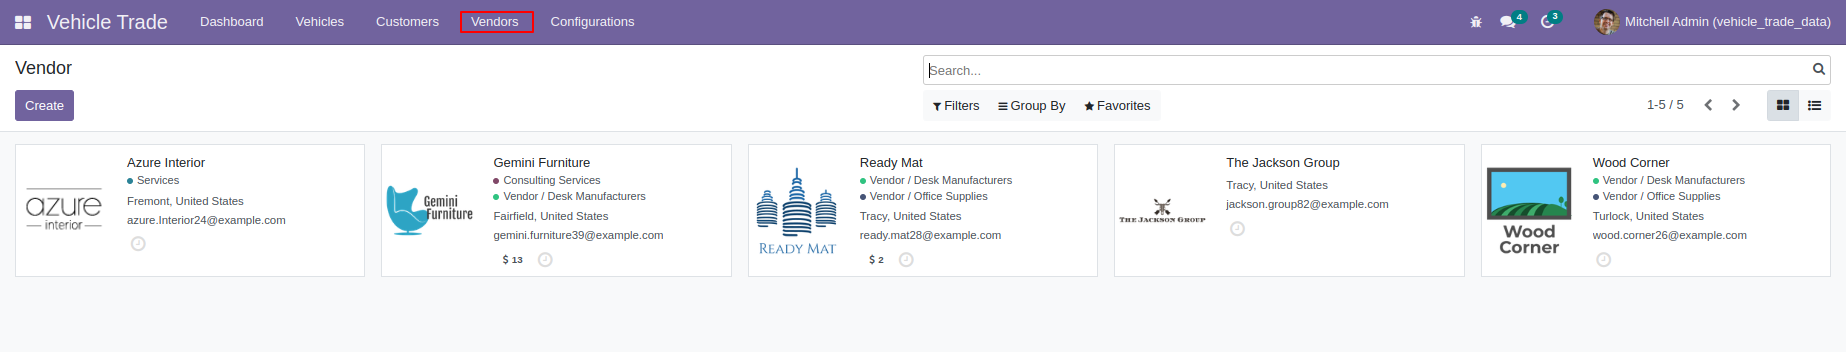 Vehicle Trade Dashboard Vehicles Customers Vendors Configurations 4 3 Mitchell Admin (vehicle_trade_data)
Vendor
Search...
Create
Filters Group By Favorites
1-5 / 5
Azure Interior
Services
Fremont, United States
azure.Interior24@example.com
azure
interior
Gemini Furniture
Consulting Services
Vendor / Desk Manufacturers
Fairfield, United States
gemini.furniture39@example.com
$ 13
Gemini
Furniture
Ready Mat
Vendor / Desk Manufacturers
Vendor / Office Supplies
Tracy, United States
ready.mat28@example.com
$ 2
READY MAT
The Jackson Group
Tracy, United States
jackson.group82@example.com
THE JACKSON GROUP
Wood Corner
Vendor / Desk Manufacturers
Vendor / Office Supplies
Turlock, United States
wood.corner26@example.com
Wood
Corner